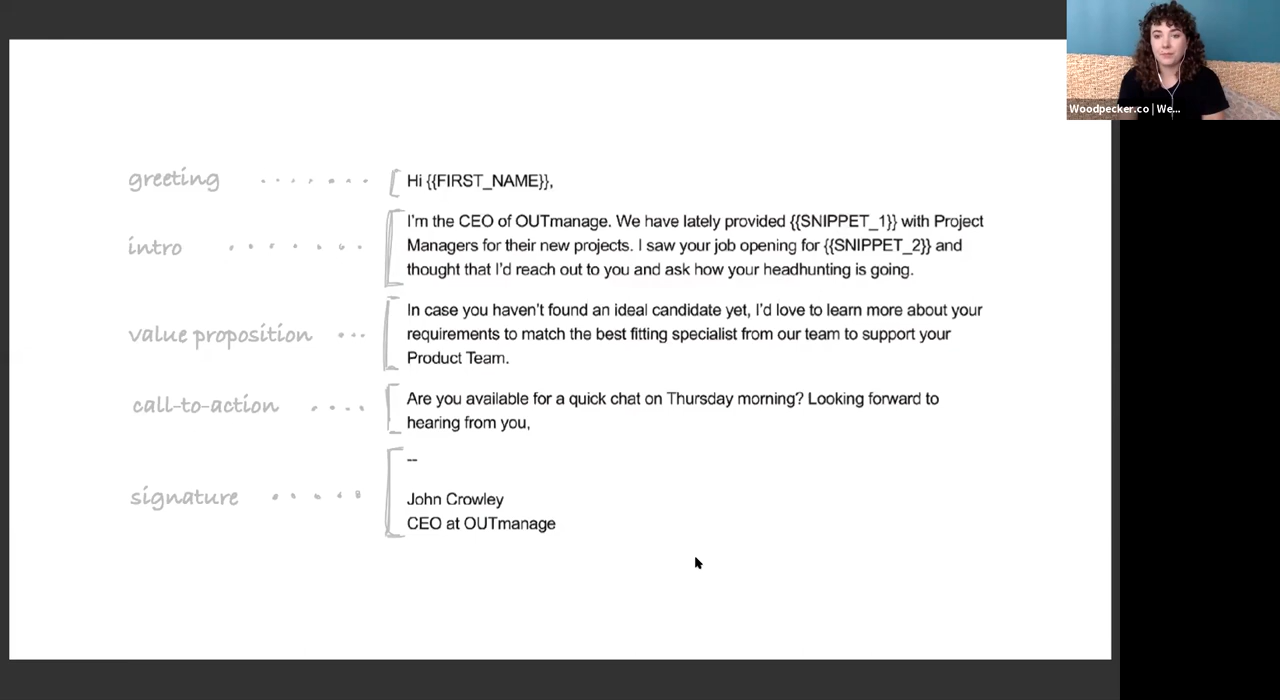 Woodpecker.co | We...
greeting
Hi {{FIRST_NAME}},
intro
I'm the CEO of OUTmanage. We have lately provided {{SNIPPET_1}} with Project
Managers for their new projects. I saw your job opening for {{SNIPPET_2}} and
thought that I'd reach out to you and ask how your headhunting is going.
value proposition
In case you haven't found an ideal candidate yet, I'd love to learn more about your
requirements to match the best fitting specialist from our team to support your
Product Team.
call-to-action
Are you available for a quick chat on Thursday morning? Looking forward to
hearing from you,
signature
--
John Crowley
CEO at OUTmanage